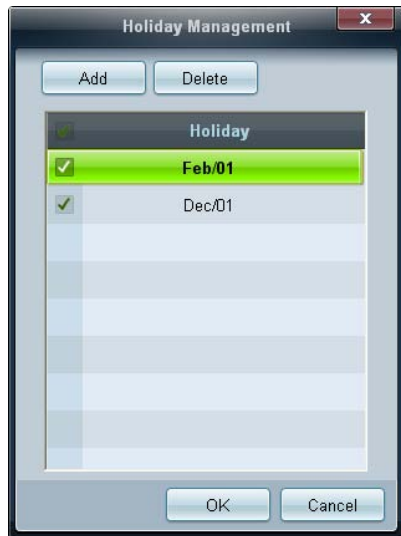 Holiday Management
x
Add Delete
Holiday
Feb/01
Dec/01
OK Cancel